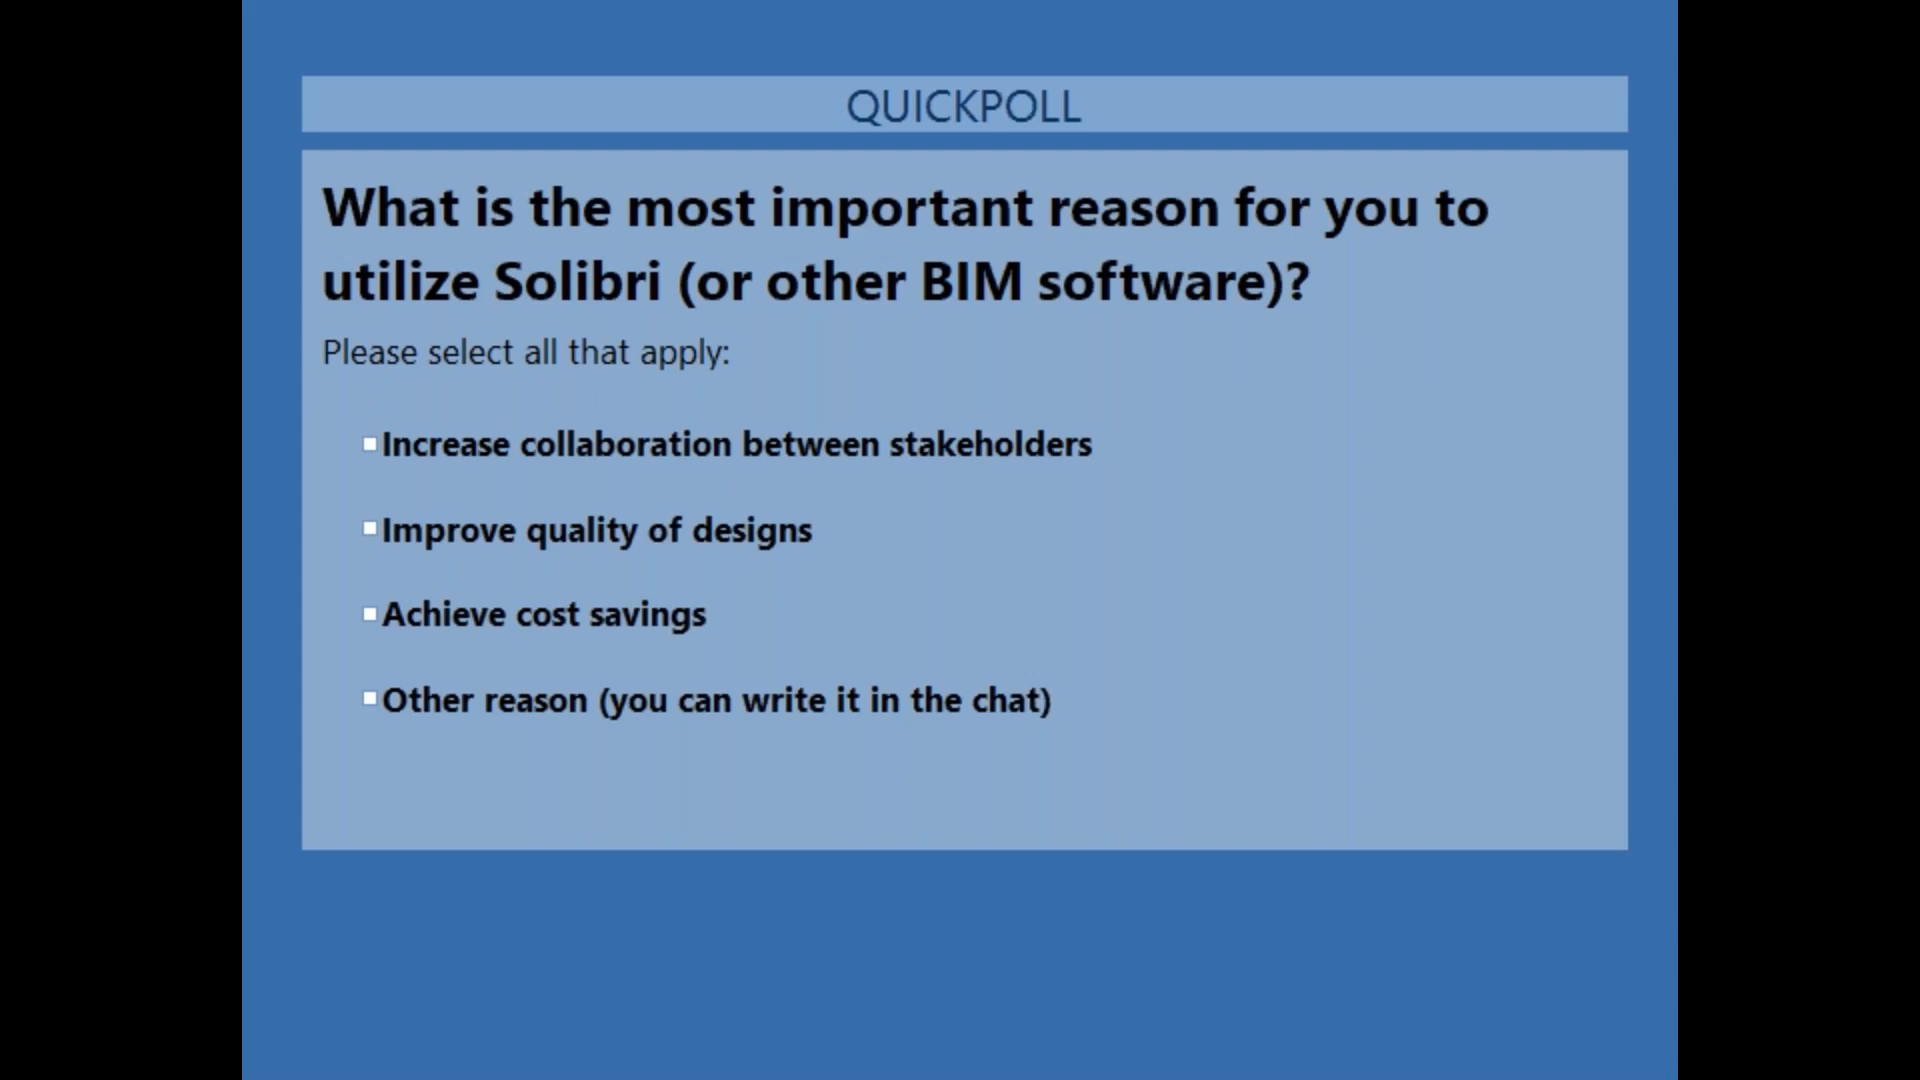 QUICKPOLL
What is the most important reason for you to
utilize Solibri (or other BIM software)?
Please select all that apply:
Increase collaboration between stakeholders
Improve quality of designs
Achieve cost savings
Other reason (you can write it in the chat)